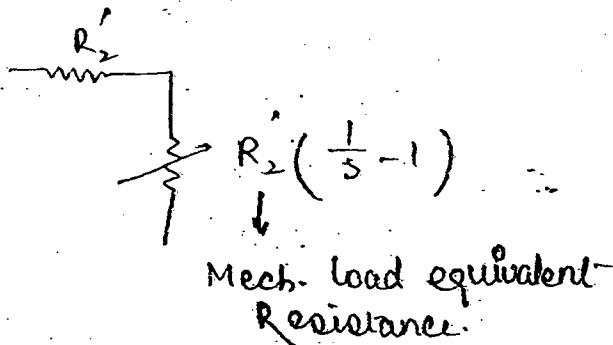 R₂'
R₂' ( 1/s - 1 )
Mech. load equivalent
Resistance.